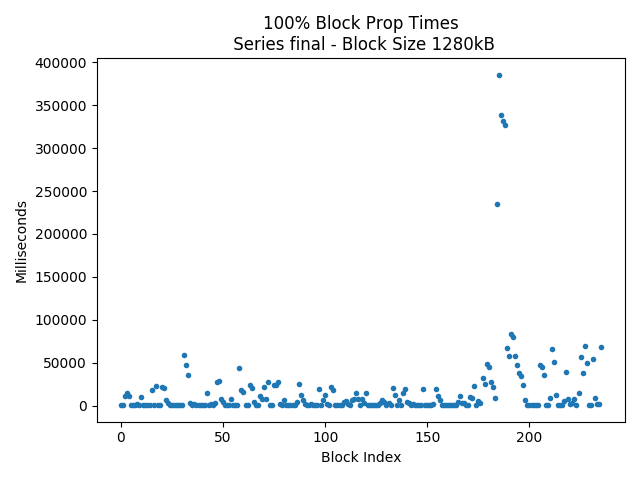 100% Block Prop Times
Series final - Block Size 1280kB
400000
350000
300000
250000
200000
150000
100000
50000
0
Milliseconds
0 50 100 150 200
Block Index